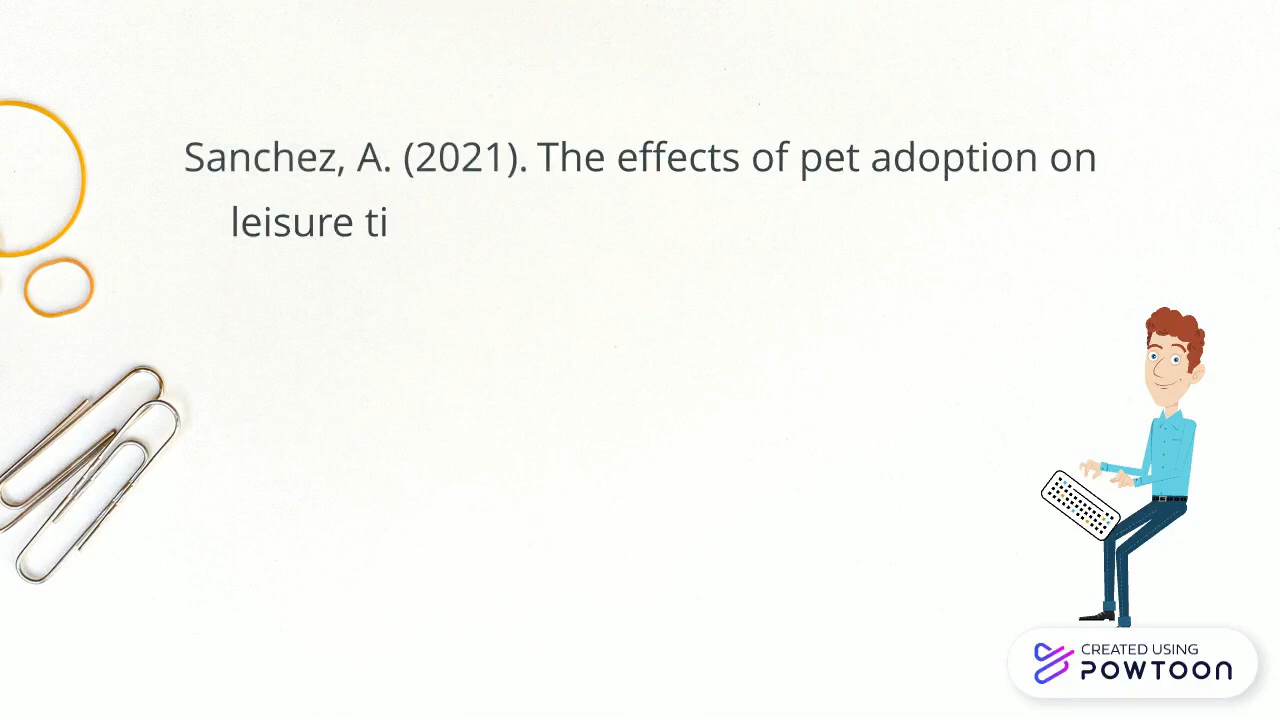 Sanchez, A. (2021). The effects of pet adoption on
leisure ti
CREATED USING
POWTOON